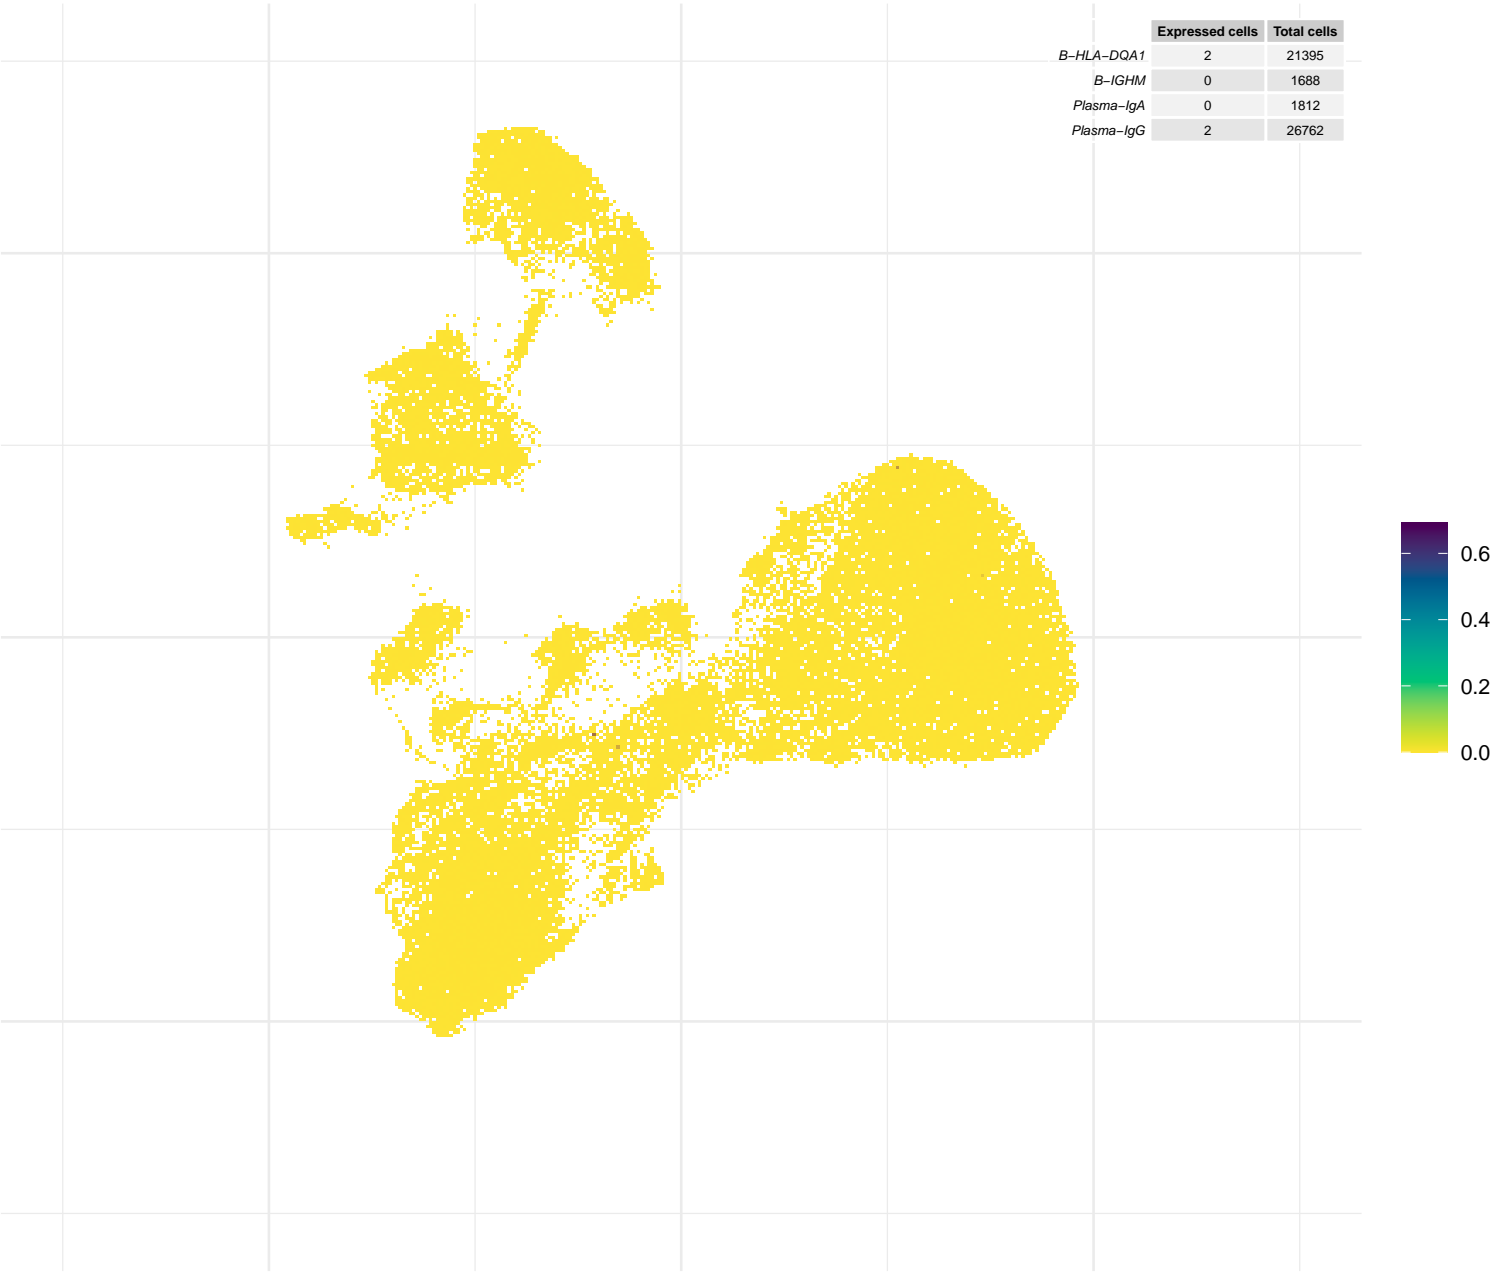 Expressed cells Total cells
B−HLA−DQA1 2 21395
B−IGHM 0 1688
Plasma−IgA 0 1812
Plasma−IgG 2 26762
0.6
0.4
0.2
0.0